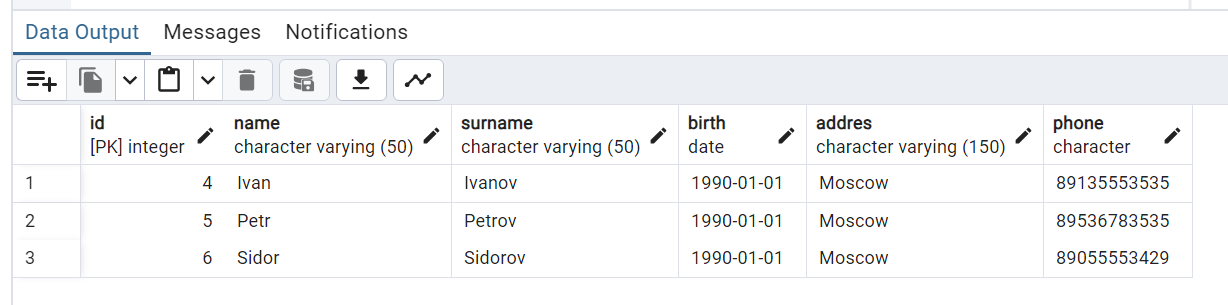 Data Output Messages Notifications
id name surname birth addres phone
[PK] integer character varying (50) character varying (50) date character varying (150) character
1 4 Ivan Ivanov 1990-01-01 Moscow 89135553535
2 5 Petr Petrov 1990-01-01 Moscow 89536783535
3 6 Sidor Sidorov 1990-01-01 Moscow 89055553429